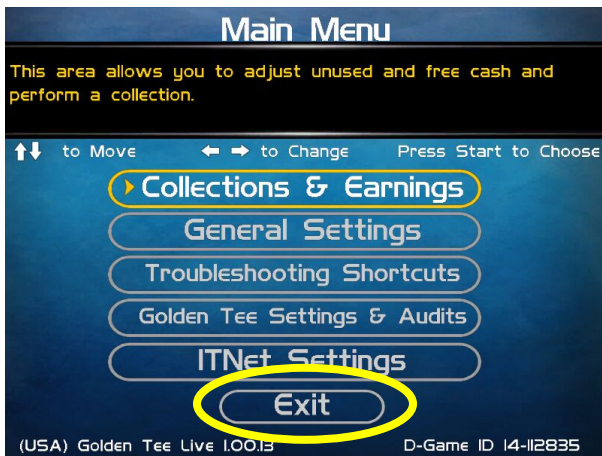 Main Menu
This area allows you to adjust unused and free cash and
perform a collection.
to Move to Change Press Start to Choose
Collections & Earnings
General Settings
Troubleshooting Shortcuts
Golden Tee Settings & Audits
ITNet Settings
Exit
(USA) Golden Tee Live 1.00.13 D-Game ID 14-112835